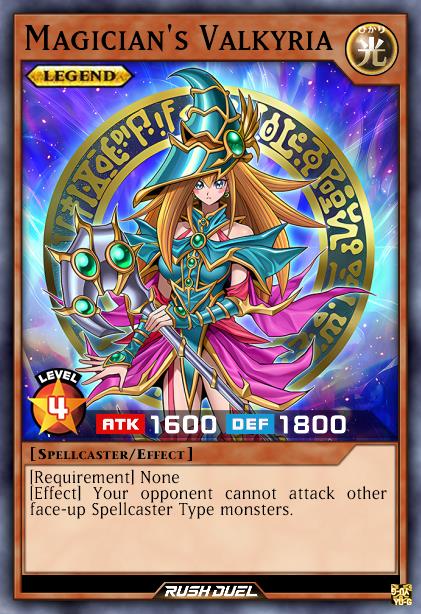 MAGICIAN'S VALKYRIA
ひかり
光
LEGEND
LEVEL
4
ATK 1600 DEF 1800
[SPELLCASTER/EFFECT]
[Requirement] None
[Effect] Your opponent cannot attack other
face-up Spellcaster Type monsters.
RUSH DUEL